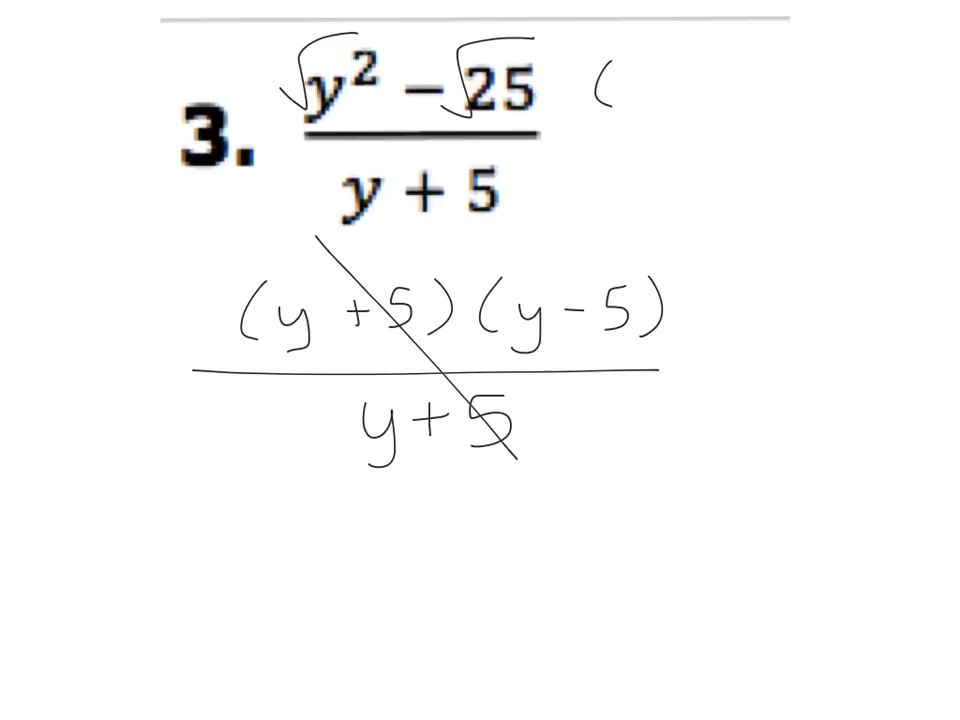 3. √y² − √25 (
y + 5
(y + 5)(y − 5)
y + 5